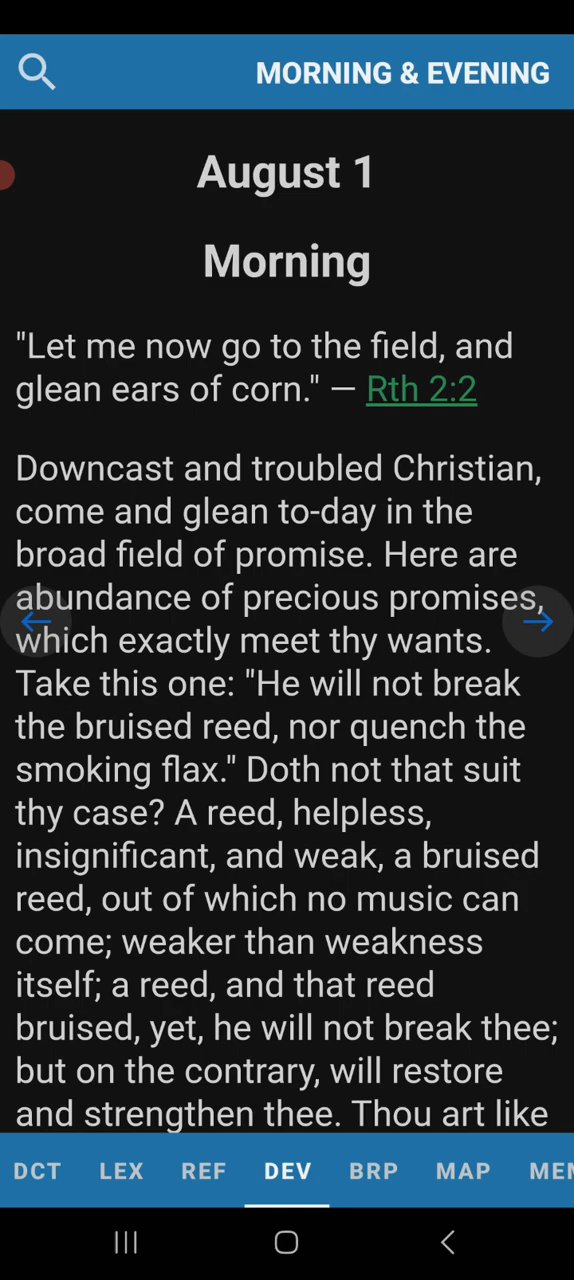 MORNING & EVENING
August 1
Morning
"Let me now go to the field, and
glean ears of corn." — Rth 2:2
Downcast and troubled Christian,
come and glean to-day in the
broad field of promise. Here are
abundance of precious promises,
which exactly meet thy wants.
Take this one: "He will not break
the bruised reed, nor quench the
smoking flax." Doth not that suit
thy case? A reed, helpless,
insignificant, and weak, a bruised
reed, out of which no music can
come; weaker than weakness
itself; a reed, and that reed
bruised, yet, he will not break thee;
but on the contrary, will restore
and strengthen thee. Thou art like
DCT LEX REF DEV BRP MAP MEM